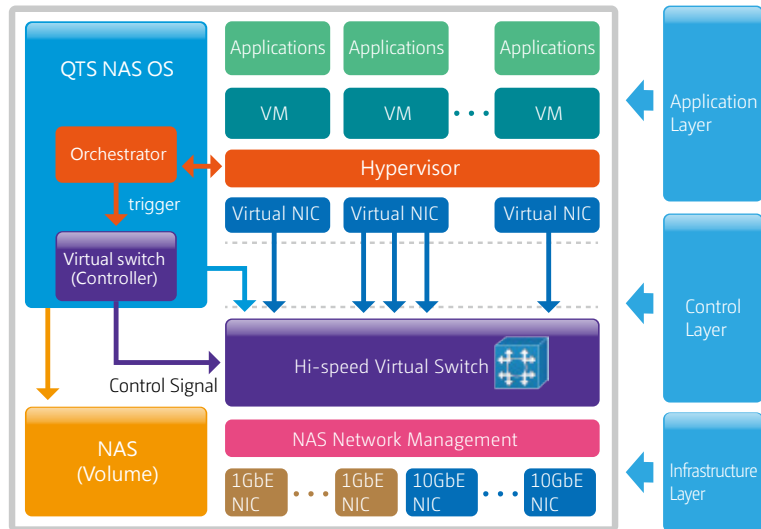 QTS NAS OS
Orchestrator
trigger
Virtual switch
(Controller)
Control Signal
NAS
(Volume)
Applications
Applications
Applications
VM
VM
VM
Hypervisor
Virtual NIC
Virtual NIC
Virtual NIC
Hi-speed Virtual Switch
NAS Network Management
1GbE
NIC
1GbE
NIC
10GbE
NIC
10GbE
NIC
Application
Layer
Control
Layer
Infrastructure
Layer